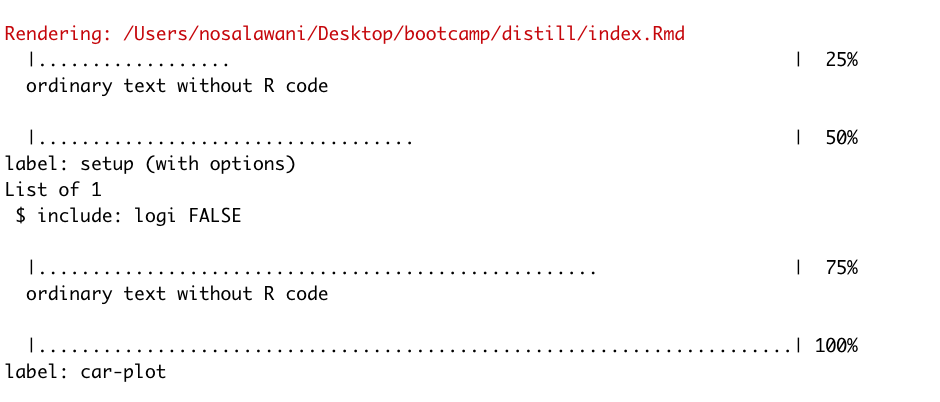 Rendering: /Users/nosalawani/Desktop/bootcamp/distill/index.Rmd
  |..................                                                    |  25%
  ordinary text without R code

  |...................................                                   |  50%
label: setup (with options)
List of 1
 $ include: logi FALSE

  |....................................................                  |  75%
  ordinary text without R code

  |......................................................................| 100%
label: car-plot